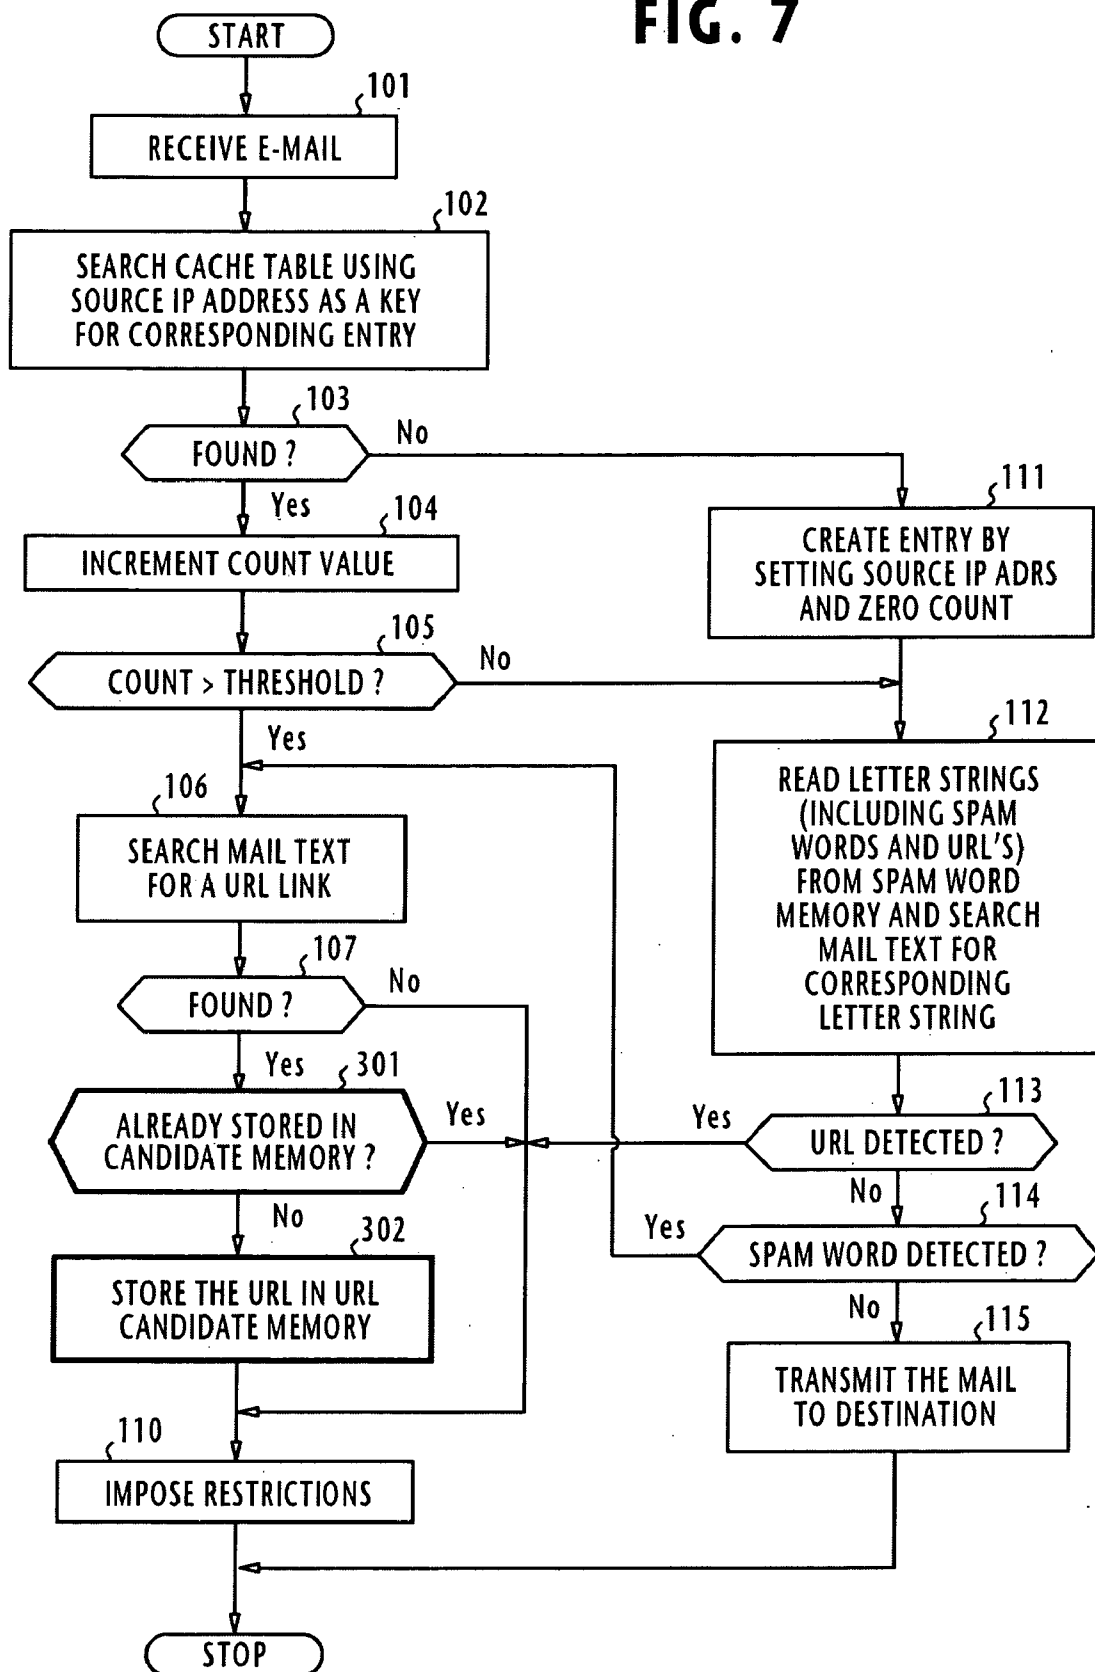 FIG. 7
START
101
RECEIVE E-MAIL
102
SEARCH CACHE TABLE USING
SOURCE IP ADDRESS AS A KEY
FOR CORRESPONDING ENTRY
103
FOUND ?
No
Yes
104
INCREMENT COUNT VALUE
111
CREATE ENTRY BY
SETTING SOURCE IP ADRS
AND ZERO COUNT
105
COUNT > THRESHOLD ?
No
Yes
106
SEARCH MAIL TEXT
FOR A URL LINK
112
READ LETTER STRINGS
(INCLUDING SPAM
WORDS AND URL'S)
FROM SPAM WORD
MEMORY AND SEARCH
MAIL TEXT FOR
CORRESPONDING
LETTER STRING
107
FOUND ?
No
Yes
301
ALREADY STORED IN
CANDIDATE MEMORY ?
Yes
No
113
URL DETECTED ?
Yes
No
114
SPAM WORD DETECTED ?
Yes
No
302
STORE THE URL IN URL
CANDIDATE MEMORY
115
TRANSMIT THE MAIL
TO DESTINATION
110
IMPOSE RESTRICTIONS
STOP